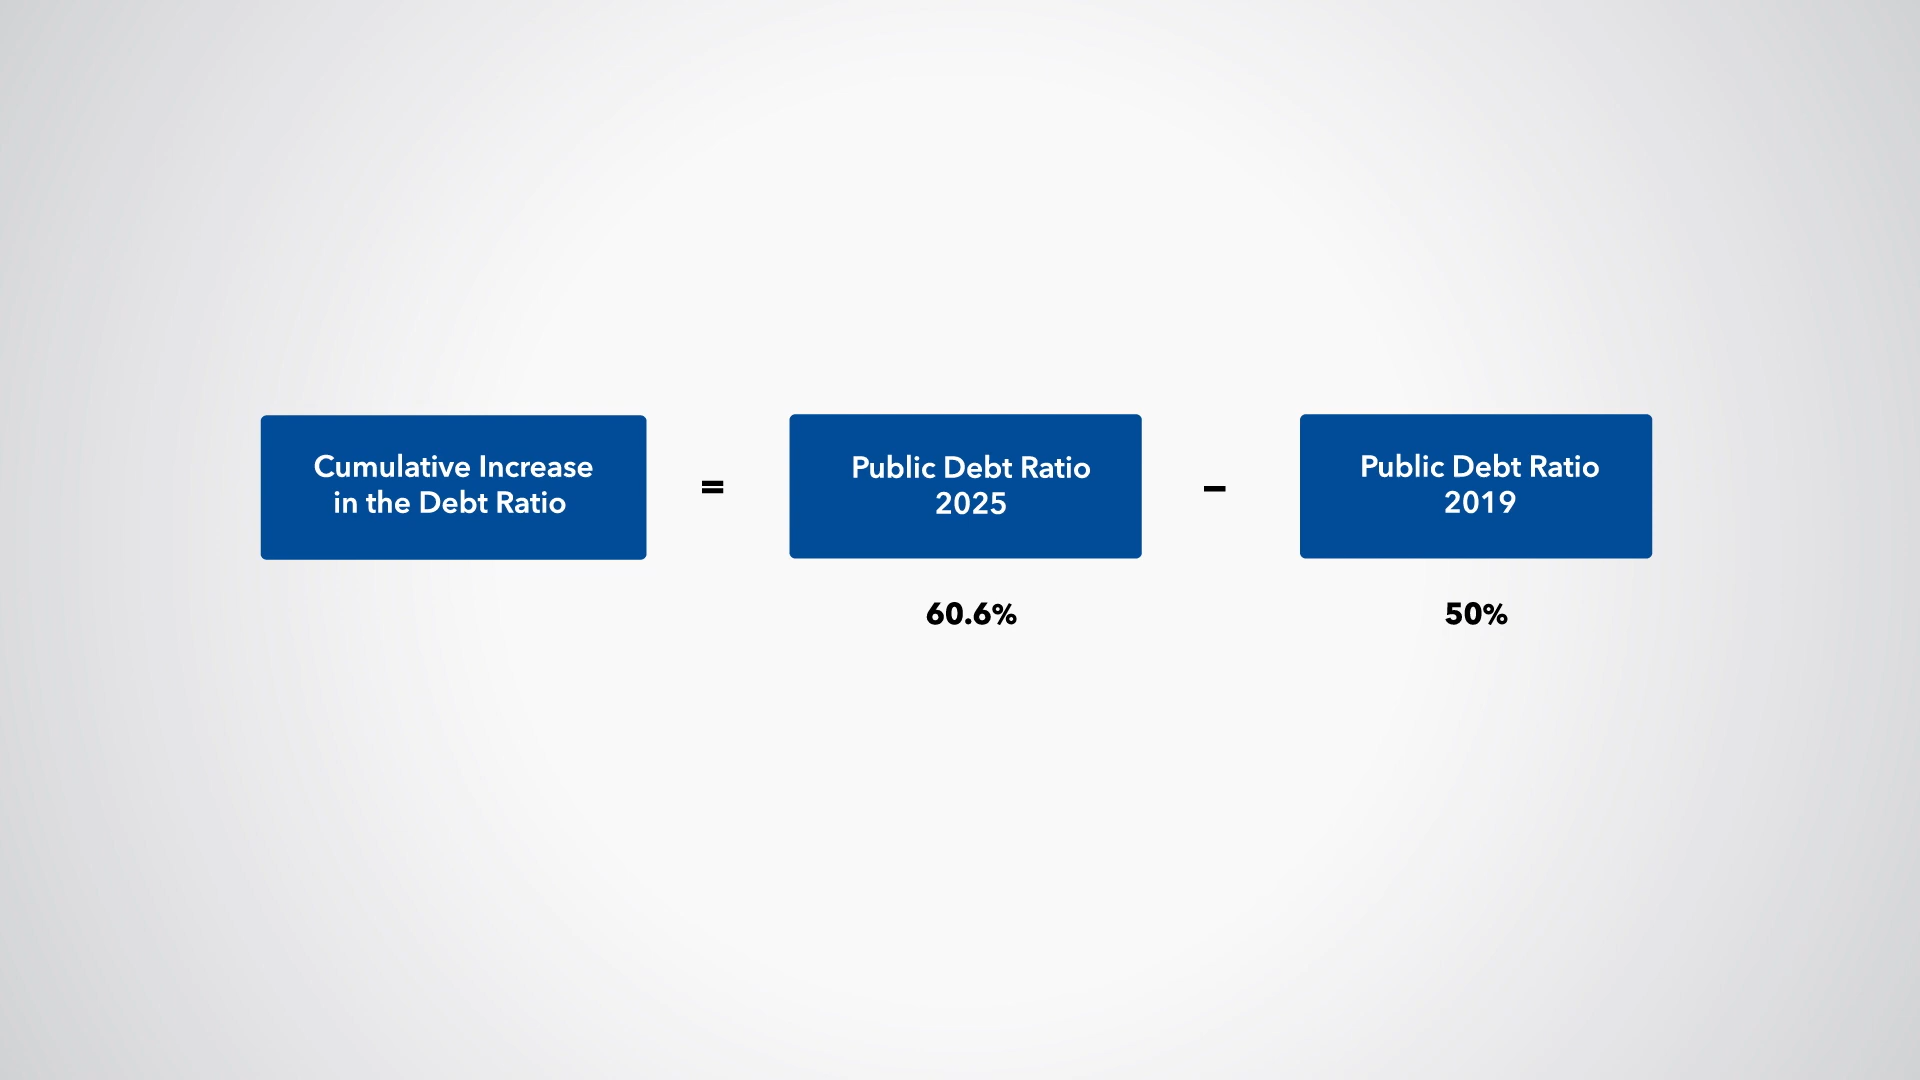 Cumulative Increase
in the Debt Ratio
=
Public Debt Ratio
2025
–
Public Debt Ratio
2019
60.6%
50%